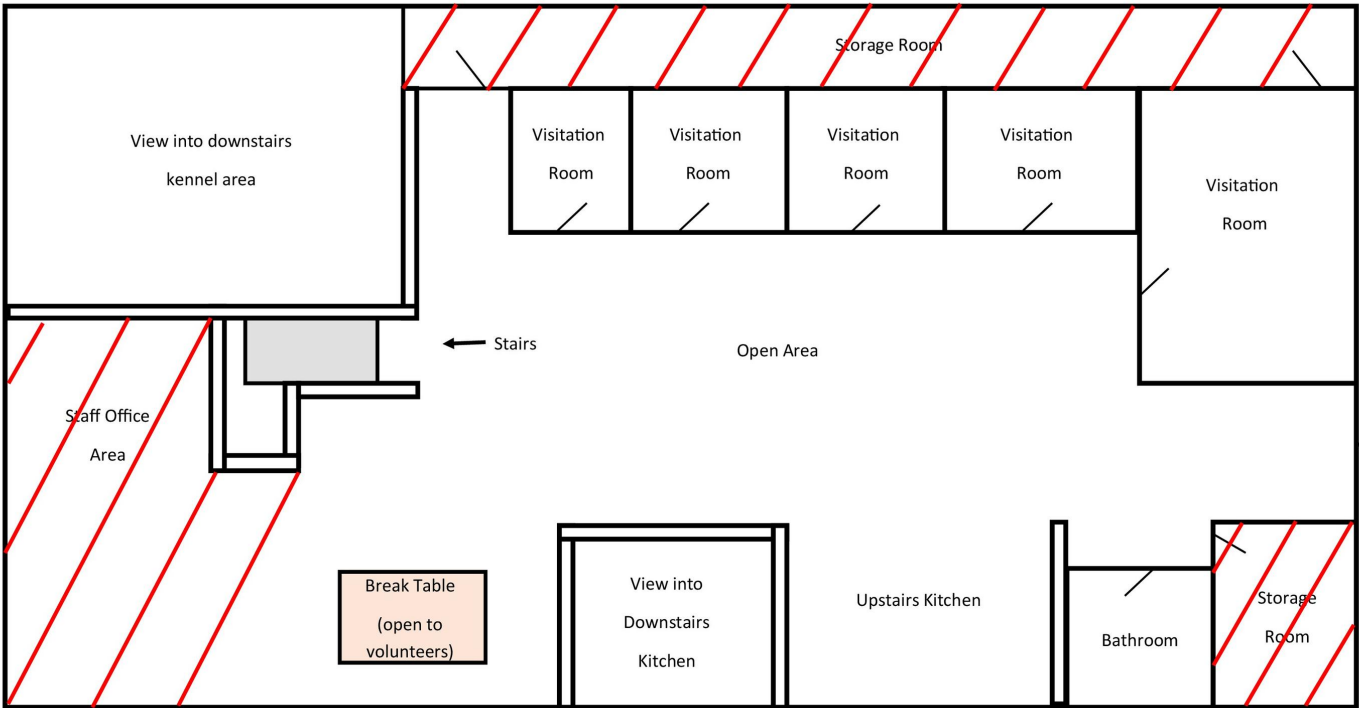 Storage Room
View into downstairs
kennel area
Visitation
Room
Visitation
Room
Visitation
Room
Visitation
Room
Visitation
Room
Stairs
Open Area
Staff Office
Area
Break Table
(open to
volunteers)
View into
Downstairs
Kitchen
Upstairs Kitchen
Bathroom
Storage
Room